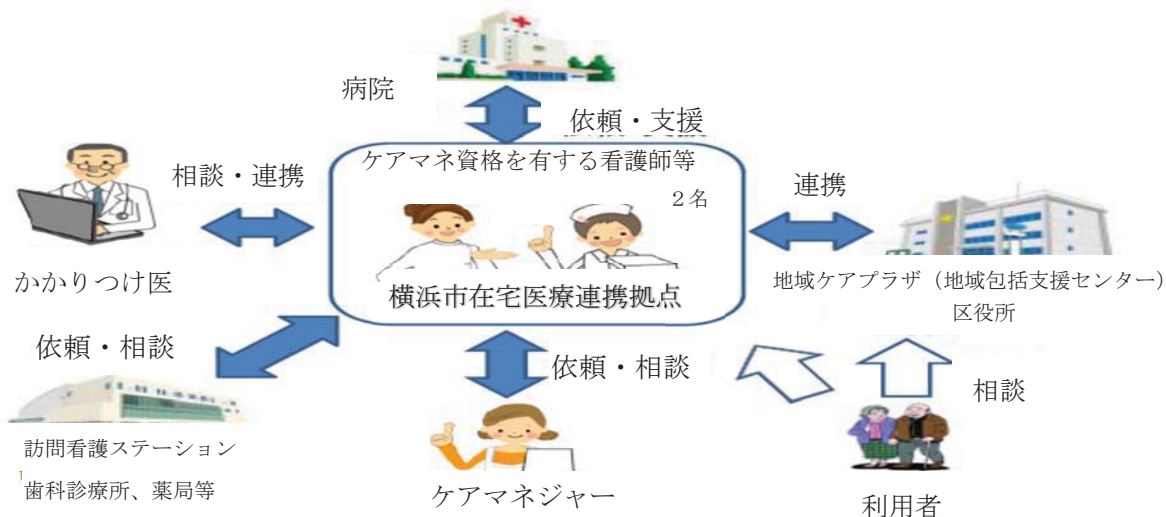 病院
依頼・支援
ケアマネ資格を有する看護師等
２名
相談・連携
連携
かかりつけ医
横浜市在宅医療連携拠点
地域ケアプラザ（地域包括支援センター）
区役所
依頼・相談
依頼・相談
相談
訪問看護ステーション
歯科診療所、薬局等
ケアマネジャー
利用者